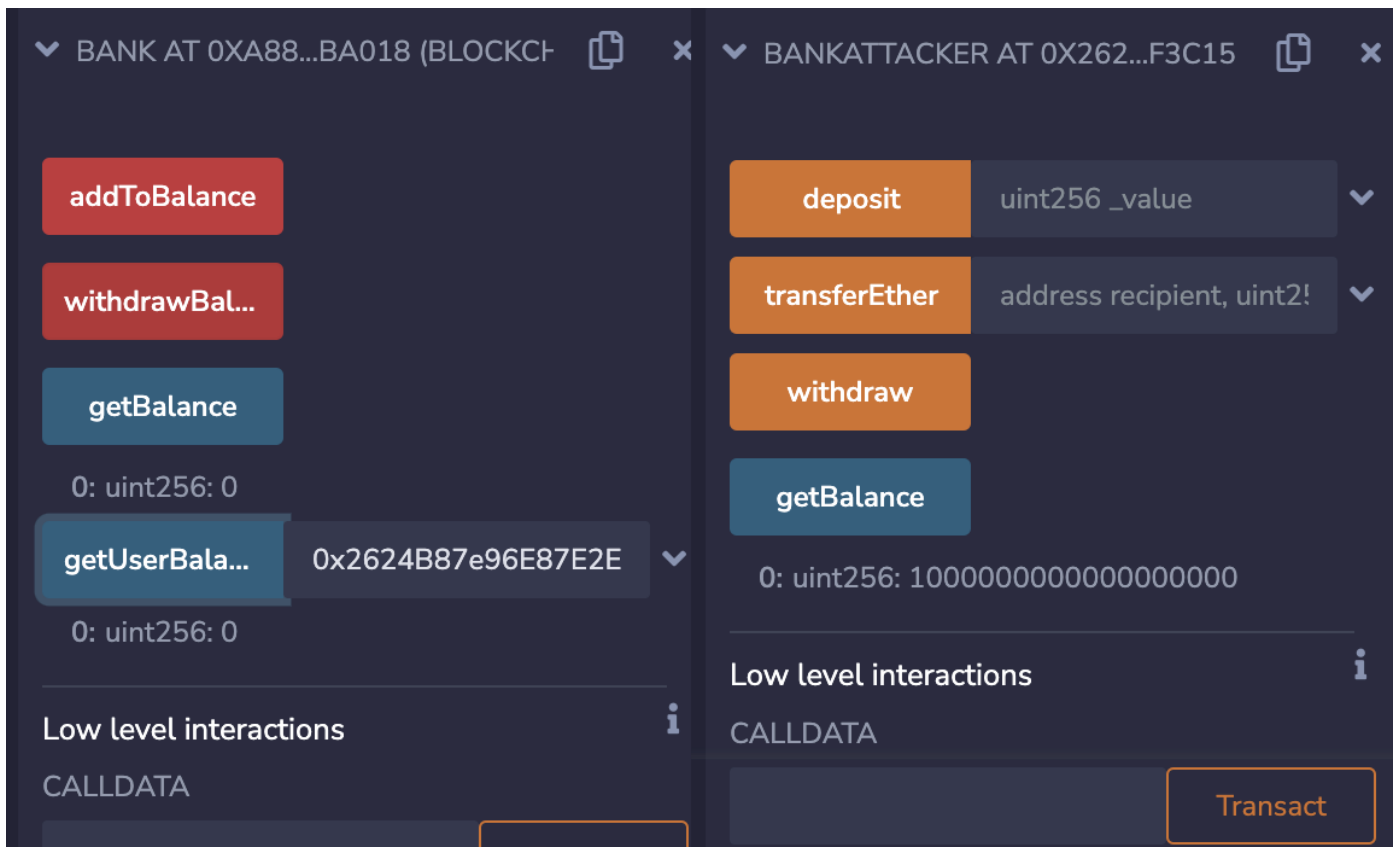 BANK AT 0XA88...BA018 (BLOCKCH
addToBalance
withdrawBal...
getBalance
0: uint256: 0
getUserBala... 0x2624B87e96E87E2E
0: uint256: 0
Low level interactions
CALLDATA
BANKATTACKER AT 0X262...F3C15
deposit uint256 _value
transferEther address recipient, uint25
withdraw
getBalance
0: uint256: 1000000000000000000
Low level interactions
CALLDATA
Transact